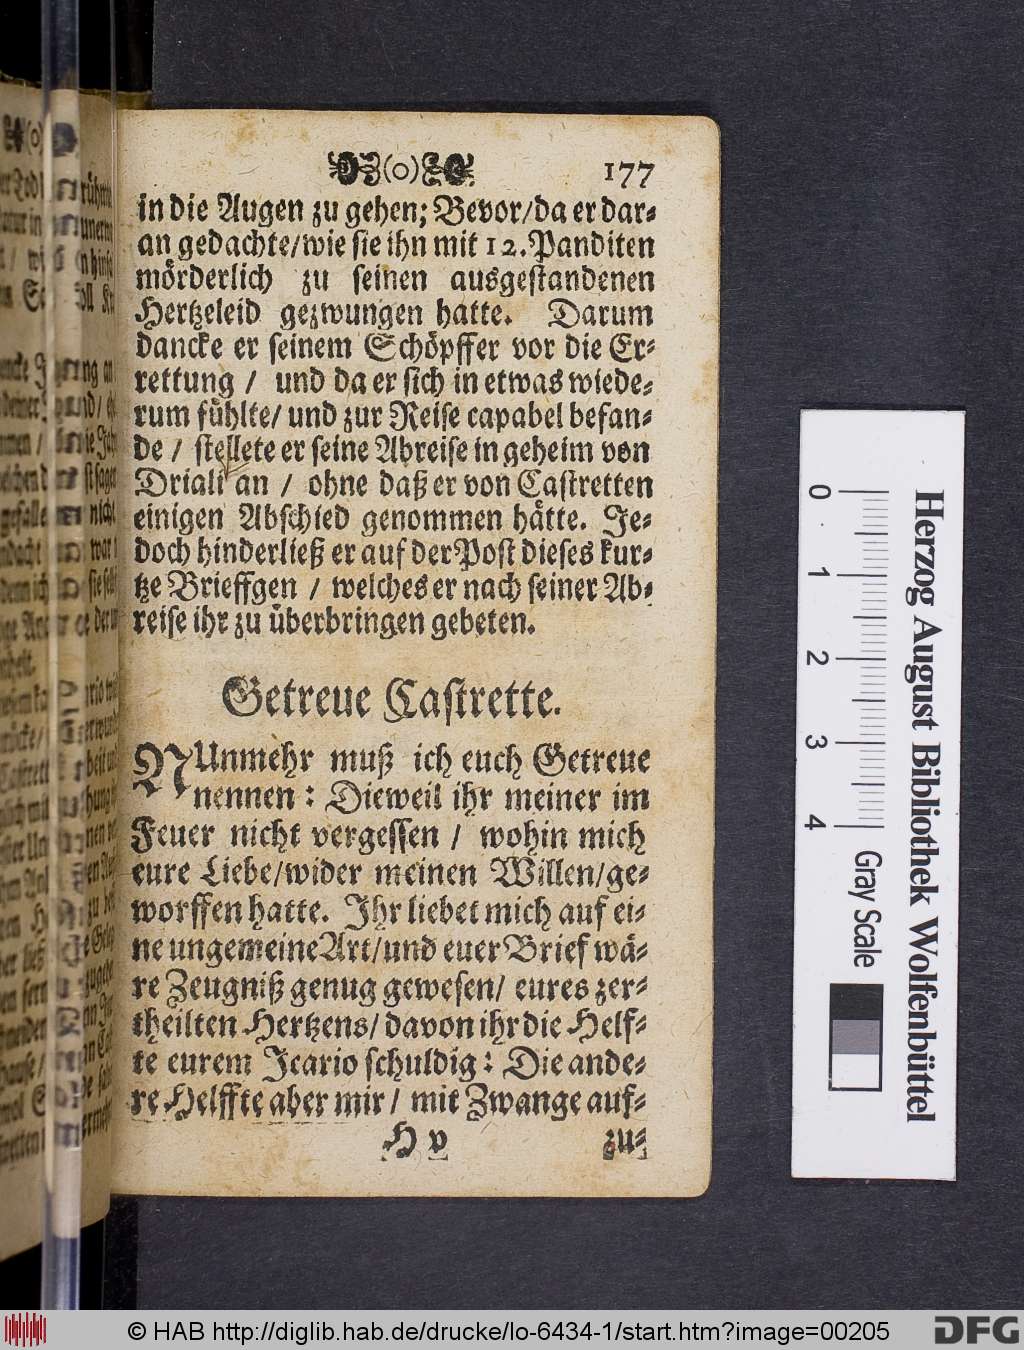 (o) 177
in die Augen zu gehen; Bevor/da er dar-
an gedachte/wie sie ihn mit 12. Panditen
mörderlich zu seinen ausgestandenen
Hertzeleid gezwungen hatte. Darum
dancke er seinem Schöpffer vor die Er-
rettung / und da er sich in etwas wiede-
rum fühlte/ und zur Reise capabel befan-
de / stellete er seine Abreise in geheim von
Driali an / ohne daß er von Castretten
einigen Abschied genommen hätte. Je-
doch hinderließ er auf der Post dieses kur-
tze Brieffgen / welches er nach seiner Ab-
reise ihr zu überbringen gebeten.
Getreue Castrette.
NUnmehr muß ich euch Getreue
nennen: Dieweil ihr meiner im
Feuer nicht vergessen / wohin mich
eure Liebe/wider meinen Willen/ge-
worffen hatte. Ihr liebet mich auf ei-
ne ungemeine Art/und euer Brief wä-
re Zeugniß genug gewesen/ eures zer-
theilten Hertzens/ davon ihr die Helf-
te eurem Icario schuldig: Die ande-
re Helffte aber mir / mit Zwange auf-
H v zu-
Herzog August Bibliothek Wolfenbüttel
0 1 2 3 4 Gray Scale
© HAB http://diglib.hab.de/drucke/lo-6434-1/start.htm?image=00205 DFG